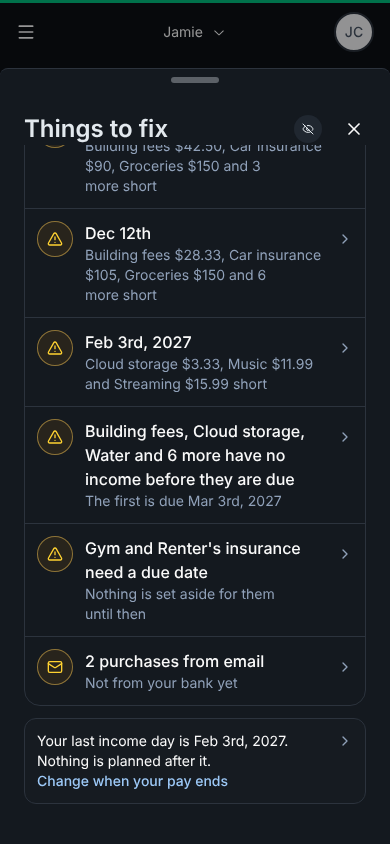 Jamie
JC
Things to fix
Building fees $42.50, Car insurance
$90, Groceries $150 and 3
more short
Dec 12th
Building fees $28.33, Car insurance
$105, Groceries $150 and 6
more short
Feb 3rd, 2027
Cloud storage $3.33, Music $11.99
and Streaming $15.99 short
Building fees, Cloud storage,
Water and 6 more have no
income before they are due
The first is due Mar 3rd, 2027
Gym and Renter's insurance
need a due date
Nothing is set aside for them
until then
2 purchases from email
Not from your bank yet
Your last income day is Feb 3rd, 2027.
Nothing is planned after it.
Change when your pay ends